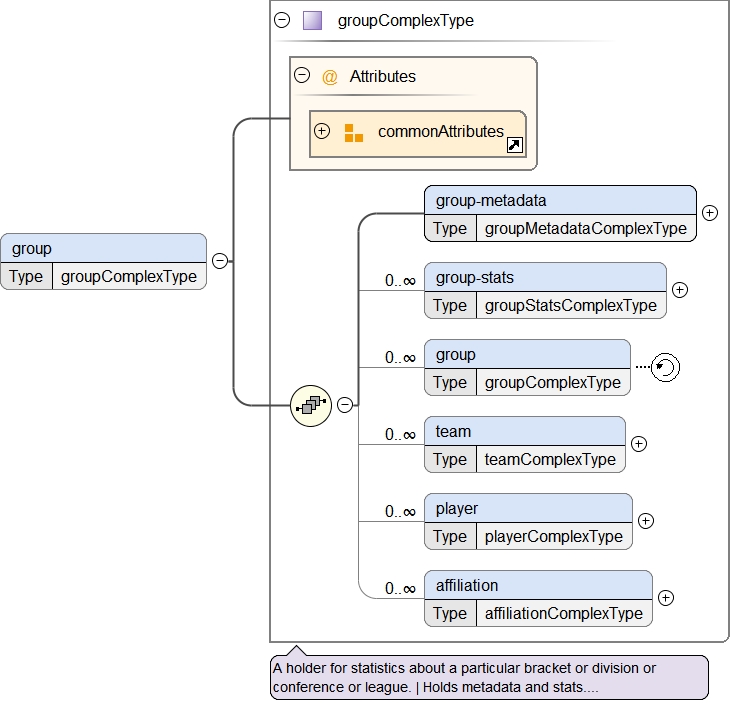 groupComplexType
@ Attributes
commonAttributes
group
Type groupComplexType
group-metadata
Type groupMetadataComplexType
0..∞
group-stats
Type groupStatsComplexType
0..∞
group
Type groupComplexType
0..∞
team
Type teamComplexType
0..∞
player
Type playerComplexType
0..∞
affiliation
Type affiliationComplexType
A holder for statistics about a particular bracket or division or
conference or league. | Holds metadata and stats....